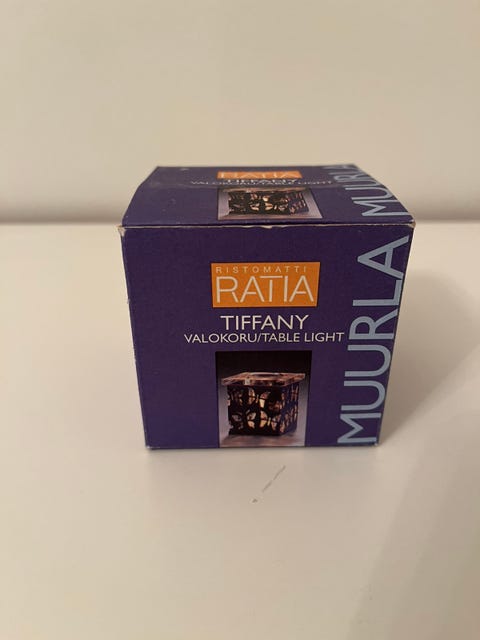 RATIA
TIFFANY
VALOKORU/TABLE LIGHT
MUURLA
RISTOMATTI
RATIA
TIFFANY
VALOKORU/TABLE LIGHT
MUURLA